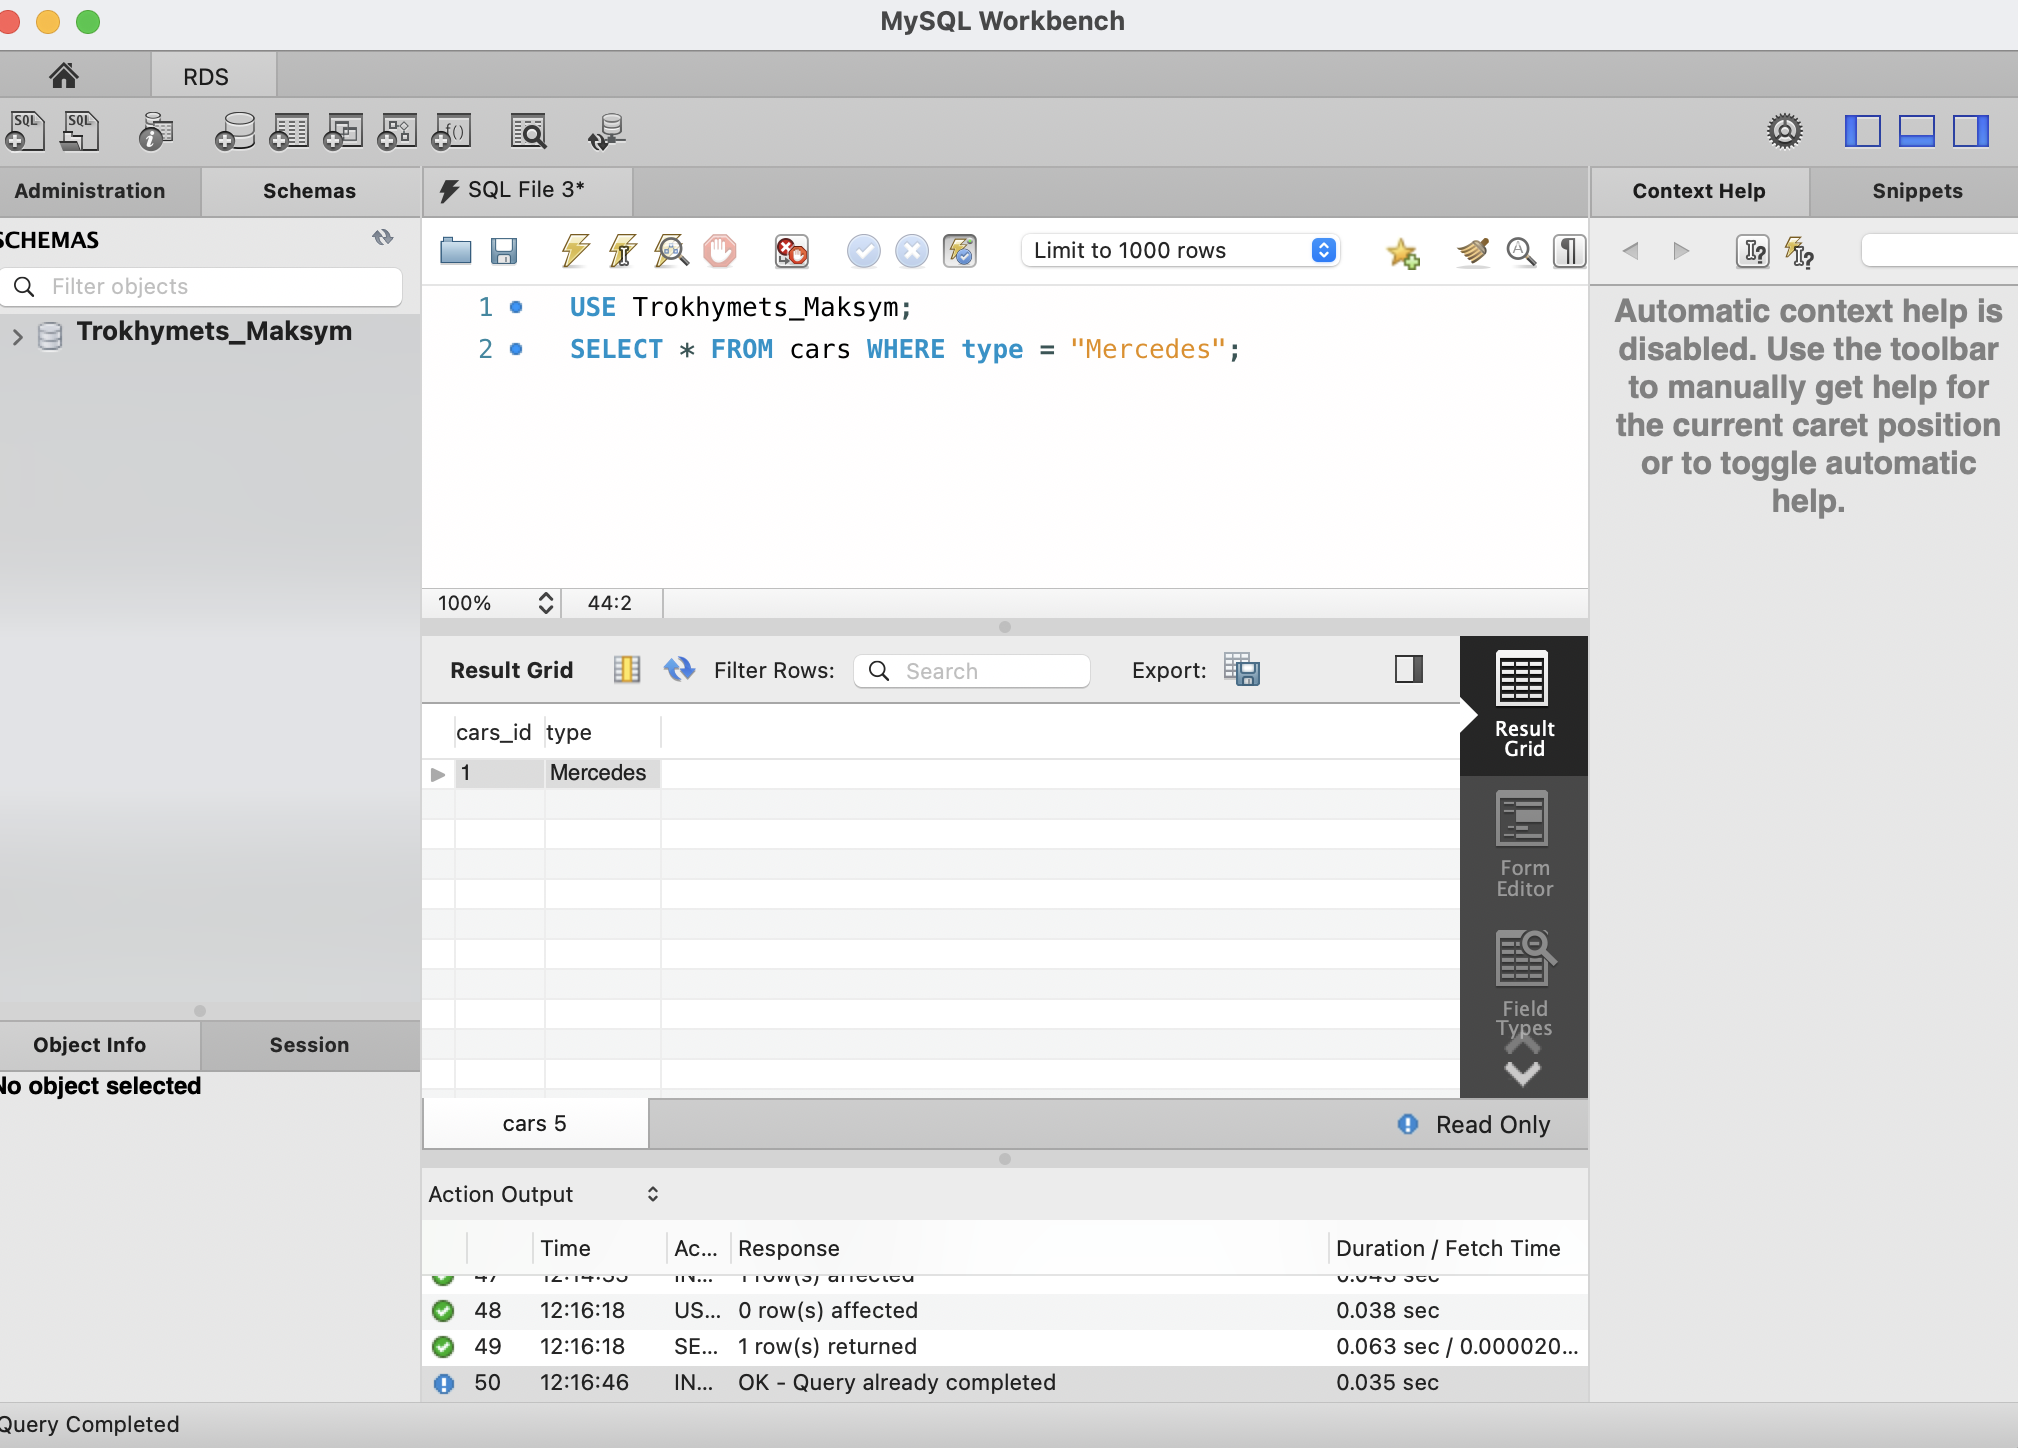 MySQL Workbench
RDS
Administration
Schemas
SQL File 3*
Context Help
Snippets
SCHEMAS
Filter objects
Trokhymets_Maksym
Limit to 1000 rows
1 USE Trokhymets_Maksym;
2 SELECT * FROM cars WHERE type = "Mercedes";
Automatic context help is
disabled. Use the toolbar
to manually get help for
the current caret position
or to toggle automatic
help.
100% 44:2
Result Grid Filter Rows: Search Export:
cars_id type
1 Mercedes
Result
Grid
Form
Editor
Field
Types
Object Info
Session
No object selected
cars 5
Read Only
Action Output
Time Ac... Response Duration / Fetch Time
47 12:14:33 IN... 1 row(s) affected 0.043 sec
48 12:16:18 US... 0 row(s) affected 0.038 sec
49 12:16:18 SE... 1 row(s) returned 0.063 sec / 0.000020...
50 12:16:46 IN... OK - Query already completed 0.035 sec
Query Completed